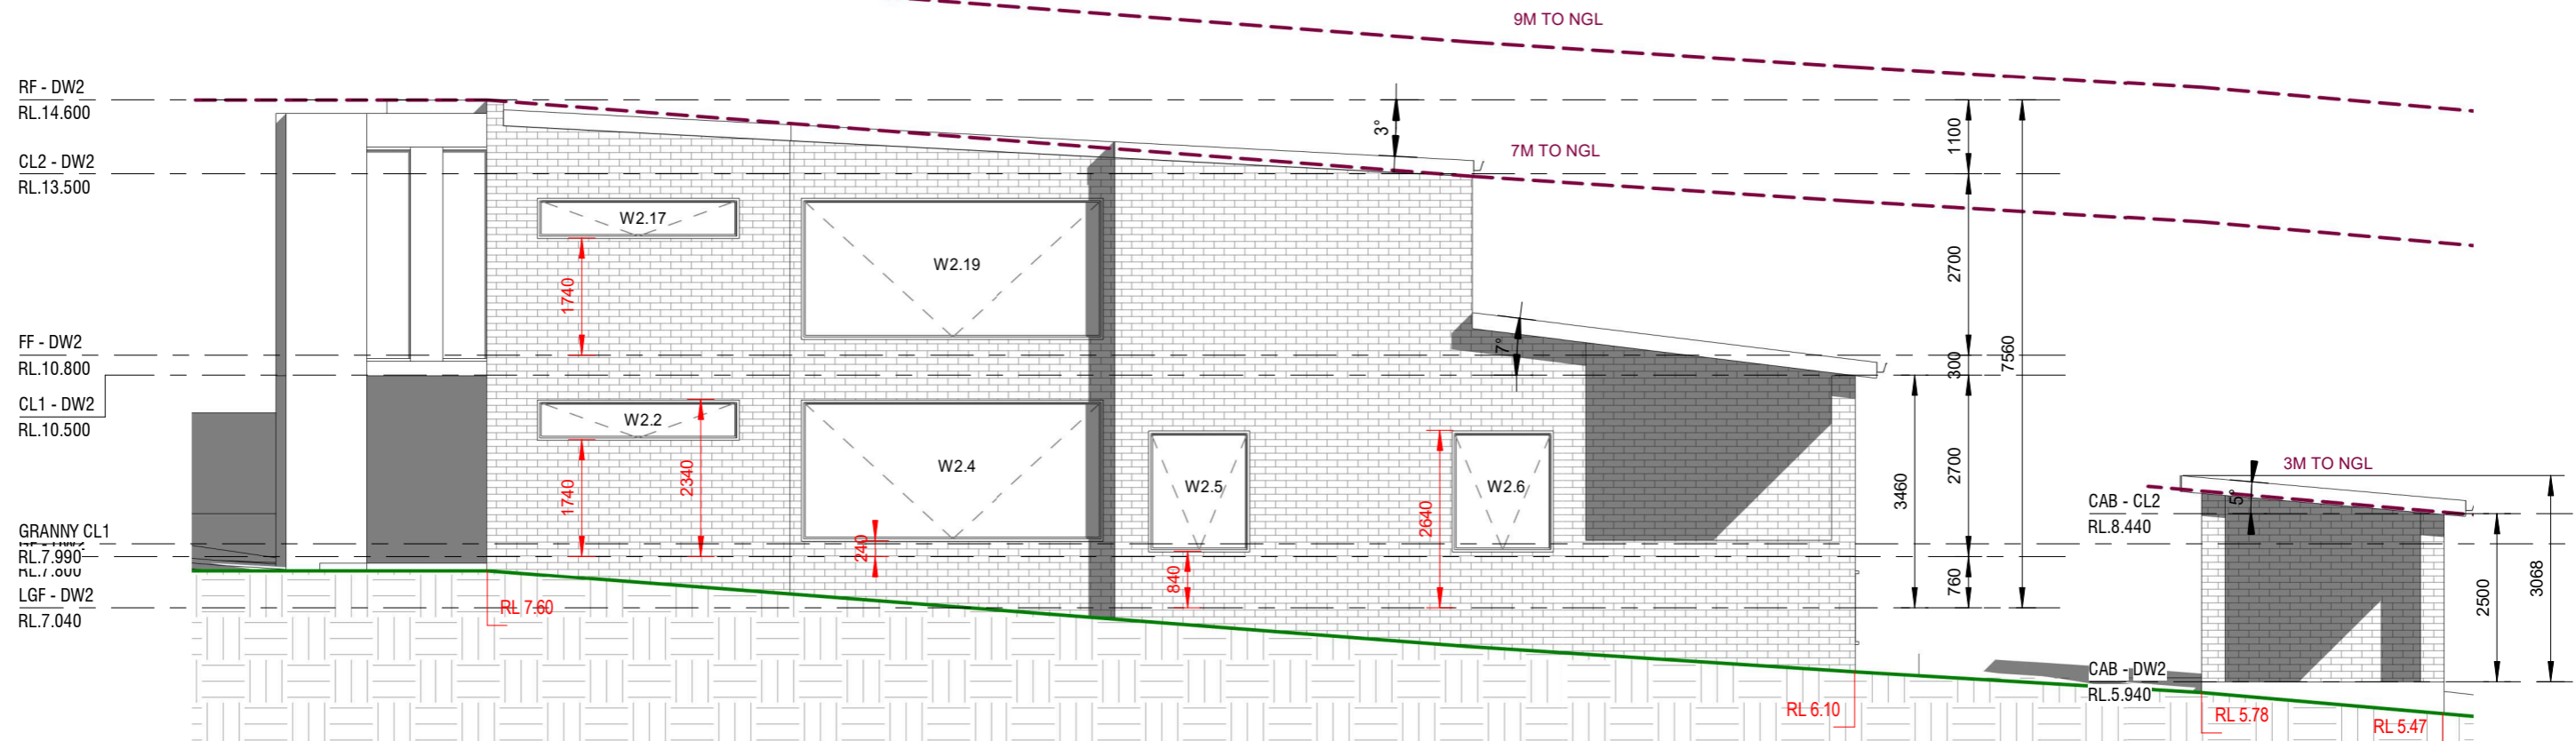 9M TO NGL
RF - DW2
RL.14.600
3°
1100
7M TO NGL
CL2 - DW2
RL.13.500
W2.17
W2.19
1740
2700
FF - DW2
RL.10.800
7°
300
7560
CL1 - DW2
RL.10.500
W2.2
W2.4
W2.5
W2.6
1740
2340
240
840
2640
3460
2700
760
3M TO NGL
5°
CAB - CL2
RL.8.440
GRANNY CL1
RL.7.990
RL.7.800
LGF - DW2
RL.7.040
RL 7.60
2500
3068
CAB - DW2
RL.5.940
RL 6.10
RL 5.78
RL 5.47